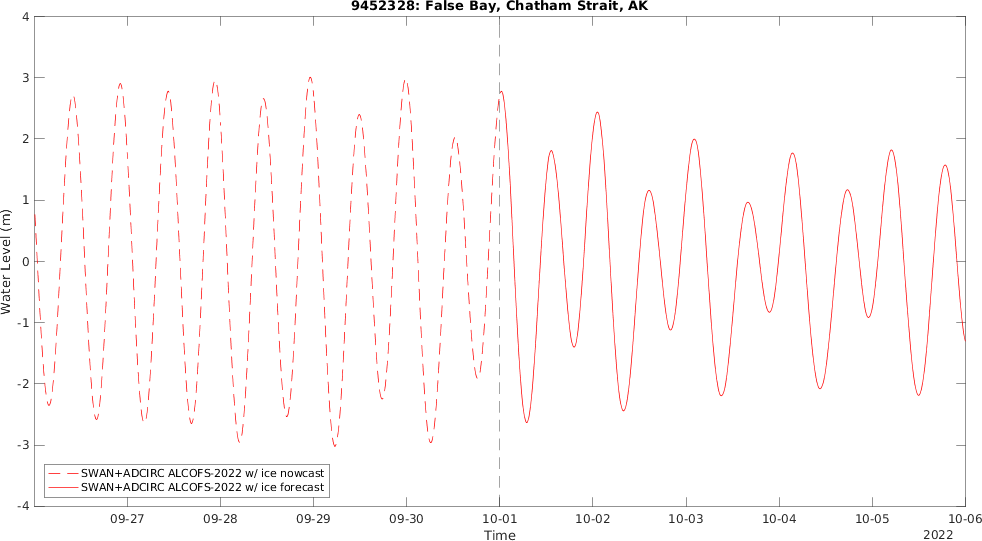 9452328: False Bay, Chatham Strait, AK
4
3
2
1
0
-1
-2
-3
-4
Water Level (m)
SWAN+ADCIRC ALCOFS-2022 w/ ice nowcast
SWAN+ADCIRC ALCOFS-2022 w/ ice forecast
09-27 09-28 09-29 09-30 10-01 10-02 10-03 10-04 10-05 10-06
Time
2022